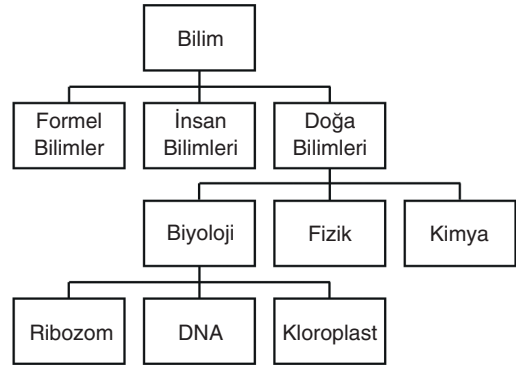 Bilim
Formel
Bilimler
İnsan
Bilimleri
Doğa
Bilimleri
Biyoloji
Fizik
Kimya
Ribozom
DNA
Kloroplast